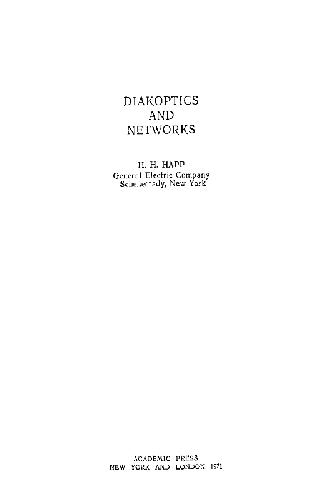 DIAKOPTICS
AND
NETWORKS
H. H. HAPP
General Electric Company
Schenectady, New York
ACADEMIC PRESS
NEW YORK AND LONDON 1971